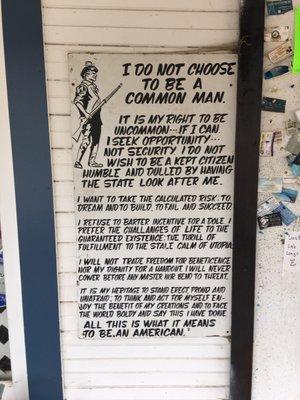 I DO NOT CHOOSE
TO BE A
COMMON MAN.
IT IS MY RIGHT TO BE
UNCOMMON...IF I CAN.
I SEEK OPPORTUNITY...
NOT SECURITY. I DO NOT
WISH TO BE A KEPT CITIZEN
HUMBLE AND DULLED BY HAVING
THE STATE LOOK AFTER ME.
I WANT TO TAKE THE CALCULATED RISK; TO
DREAM AND TO BUILD, TO FAIL AND SUCCEED.
I REFUSE TO BARTER INCENTIVE FOR A DOLE. I
PREFER THE CHALLANGES OF LIFE TO THE
GUARANTEED EXISTENCE; THE THRILL OF
FULFILLMENT TO THE STALE CALM OF UTOPIA.
I WILL NOT TRADE FREEDOM FOR BENEFICENCE
NOR MY DIGNITY FOR A HANDOUT. I WILL NEVER
COWER BEFORE ANY MASTER NOR BEND TO THREAT.
IT IS MY HERITAGE TO STAND ERECT, PROUD AND
UNAFRAID; TO THINK AND ACT FOR MYSELF EN-
JOY THE BENEFIT OF MY CREATIONS AND TO FACE
THE WORLD BOLDY AND SAY THIS I HAVE DONE.
ALL THIS IS WHAT IT MEANS
TO BE AN AMERICAN.